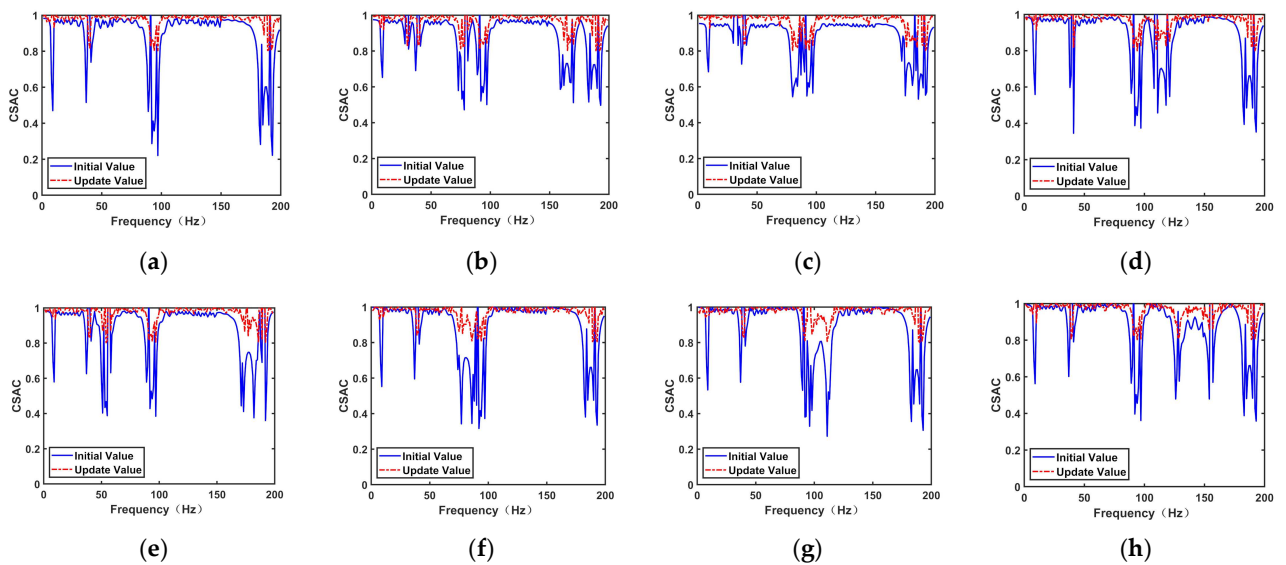 CSAC
1
0.8
0.6
0.4
0.2
0
Initial Value
Update Value
0 50 100 150 200
Frequency（Hz）
(a)
CSAC
1
0.8
0.6
0.4
0.2
0
Initial Value
Update Value
0 50 100 150 200
Frequency（Hz）
(b)
CSAC
1
0.8
0.6
0.4
0.2
0
Initial Value
Update Value
0 50 100 150 200
Frequency（Hz）
(c)
CSAC
1
0.8
0.6
0.4
0.2
0
Initial Value
Update Value
0 50 100 150 200
Frequency（Hz）
(d)
CSAC
1
0.8
0.6
0.4
0.2
0
Initial Value
Update Value
0 50 100 150 200
Frequency（Hz）
(e)
CSAC
1
0.8
0.6
0.4
0.2
0
Initial Value
Update Value
0 50 100 150 200
Frequency（Hz）
(f)
CSAC
1
0.8
0.6
0.4
0.2
0
Initial Value
Update Value
0 50 100 150 200
Frequency（Hz）
(g)
CSAC
1
0.8
0.6
0.4
0.2
0
Initial Value
Update Value
0 50 100 150 200
Frequency（Hz）
(h)